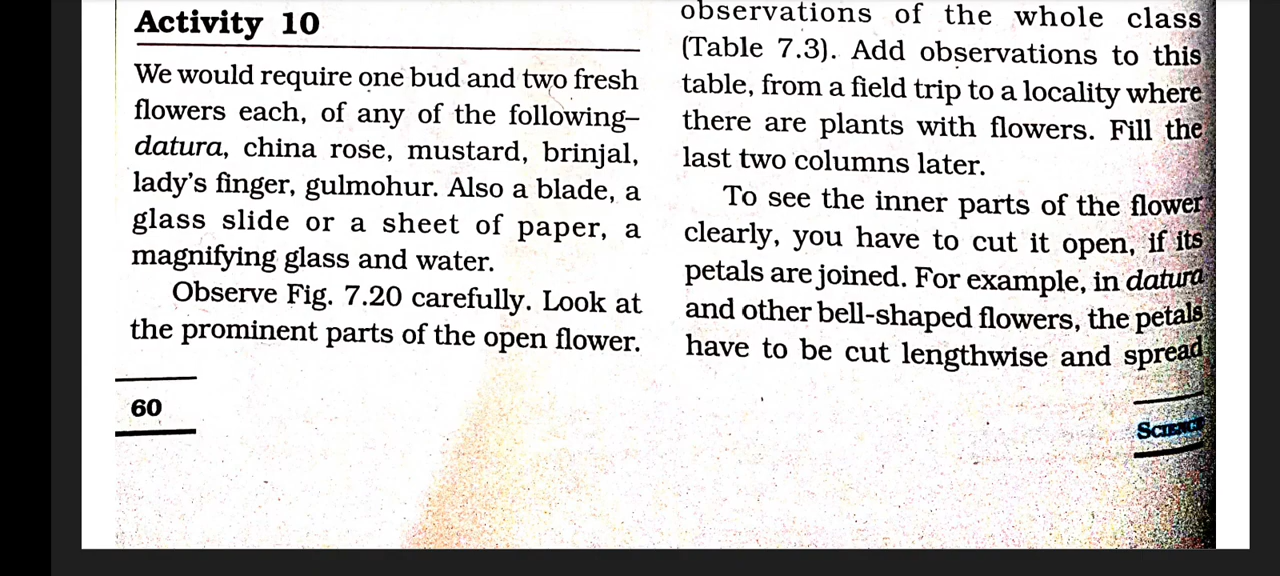 Activity 10
We would require one bud and two fresh
flowers each, of any of the following–
datura, china rose, mustard, brinjal,
lady's finger, gulmohur. Also a blade, a
glass slide or a sheet of paper, a
magnifying glass and water.
Observe Fig. 7.20 carefully. Look at
the prominent parts of the open flower.
60
observations of the whole class
(Table 7.3). Add observations to this
table, from a field trip to a locality where
there are plants with flowers. Fill the
last two columns later.
To see the inner parts of the flower
clearly, you have to cut it open, if its
petals are joined. For example, in datura
and other bell-shaped flowers, the petals
have to be cut lengthwise and spread
SCIENCE